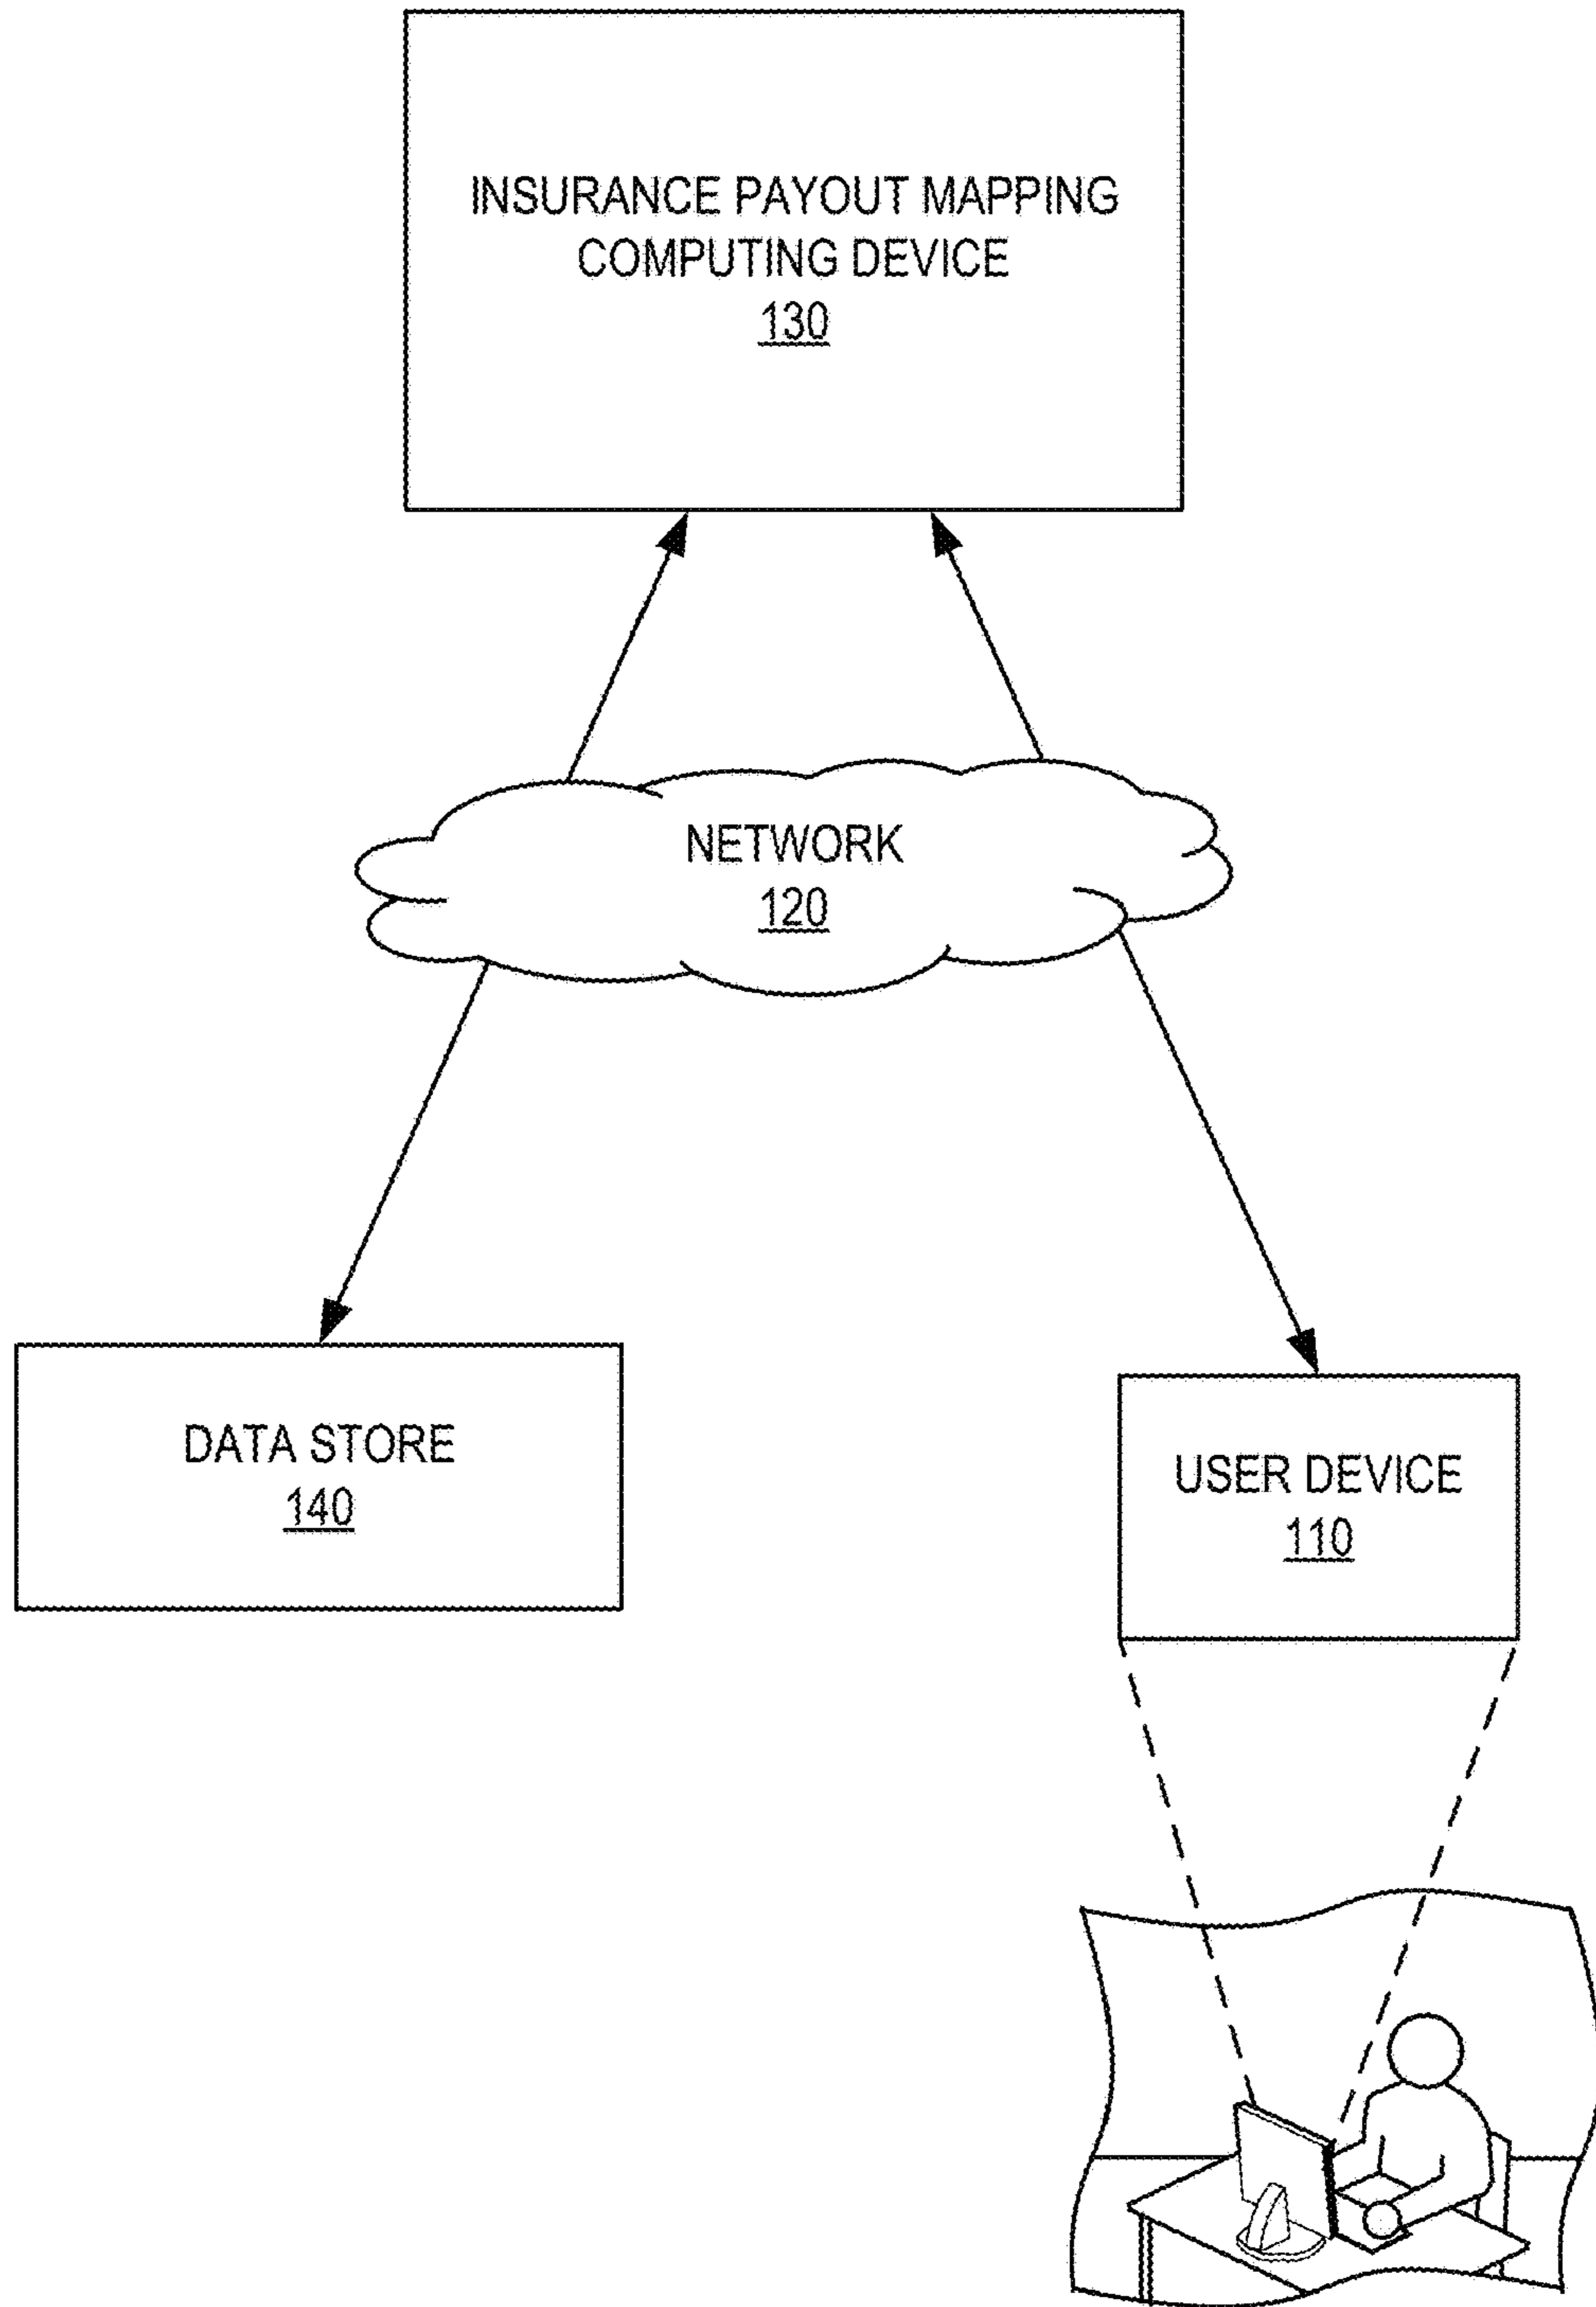 INSURANCE PAYOUT MAPPING
COMPUTING DEVICE
130
NETWORK
120
DATA STORE
140
USER DEVICE
110